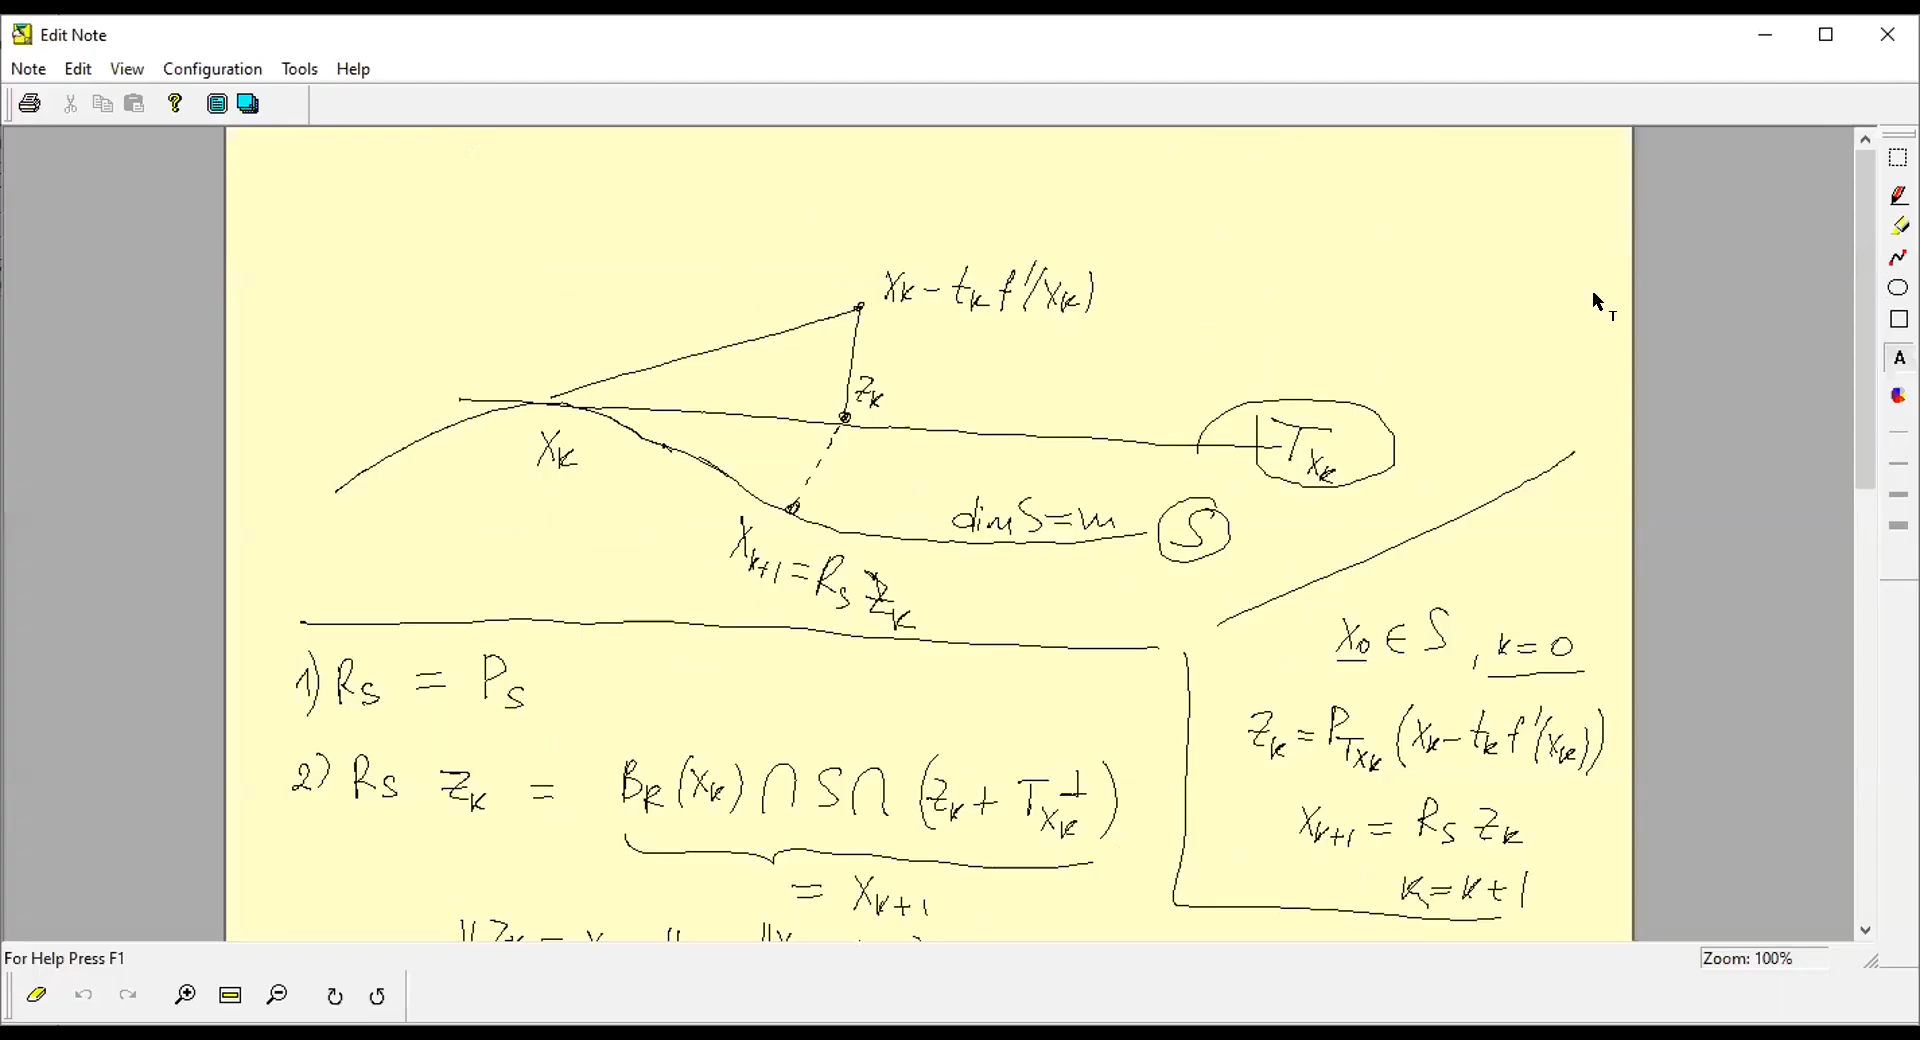 Edit Note
Note Edit View Configuration Tools Help
x_k - t_k f'(x_k)
z_k
x_k
T_{x_k}
dim S = m
S
x_{k+1} = R_S z_k
1) R_S = P_S
2) R_S z_k = B_R(x_k) ∩ S ∩ (z_k + T_{x_k}^⊥)
= x_{k+1}
x_0 ∈ S, k = 0
z_k = P_{T_{x_k}}(x_k - t_k f'(x_k))
x_{k+1} = R_S z_k
k = k + 1
A
T
For Help Press F1
Zoom: 100%